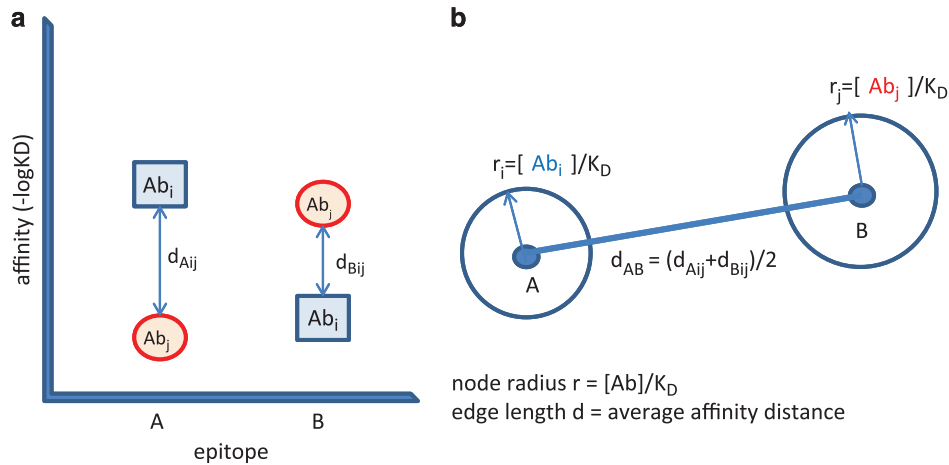 a
affinity (-logKD)
Abi
Abj
dAij
dBij
Abj
Abi
A
B
epitope
b
rj=[ Abj ]/KD
ri=[ Abi ]/KD
B
A
dAB = (dAij+dBij)/2
node radius r = [Ab]/KD
edge length d = average affinity distance